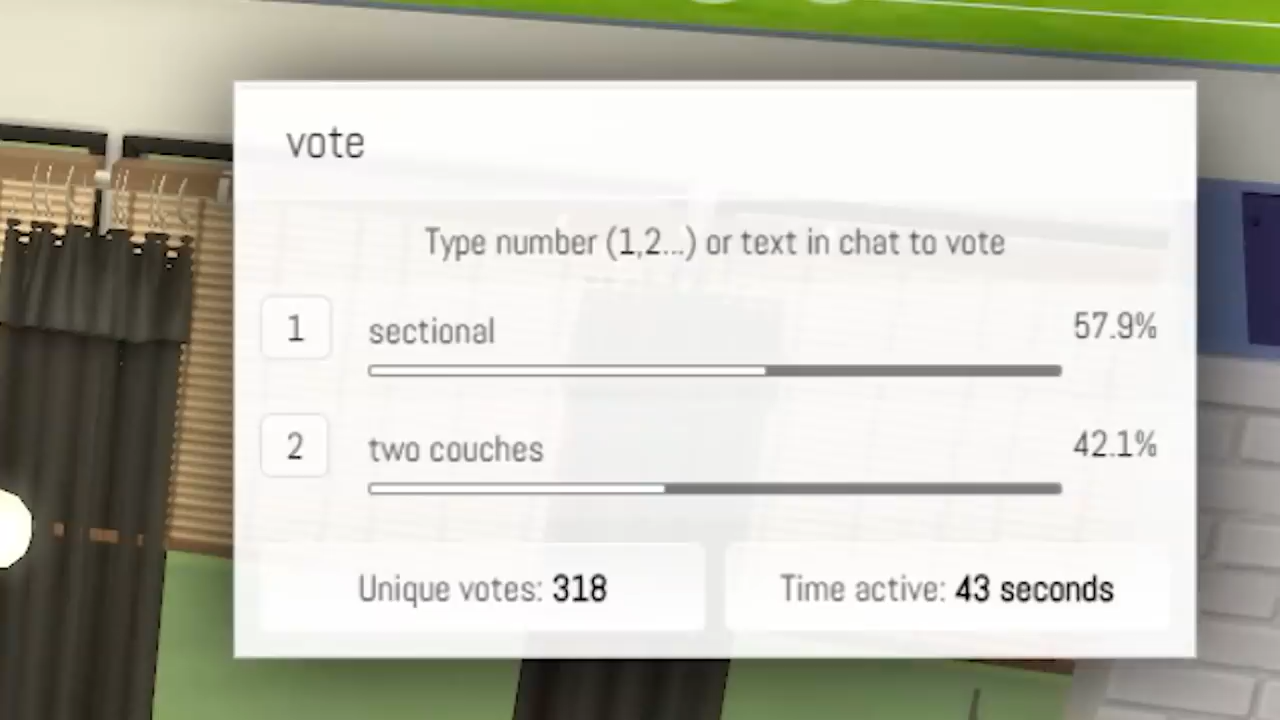 vote
Type number (1,2...) or text in chat to vote
1 sectional 57.9%
2 two couches 42.1%
Unique votes: 318 Time active: 43 seconds